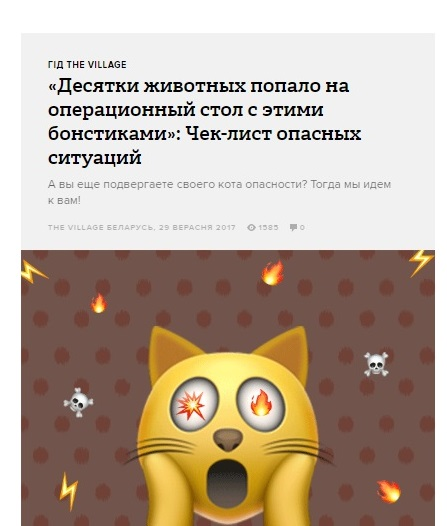 ГІД THE VILLAGE
«Десятки животных попало на
операционный стол с этими
бонстиками»: Чек-лист опасных
ситуаций
А вы еще подвергаете своего кота опасности? Тогда мы идем
к вам!
THE VILLAGE БЕЛАРУСЬ, 29 ВЕРАСНЯ 2017 1585 0